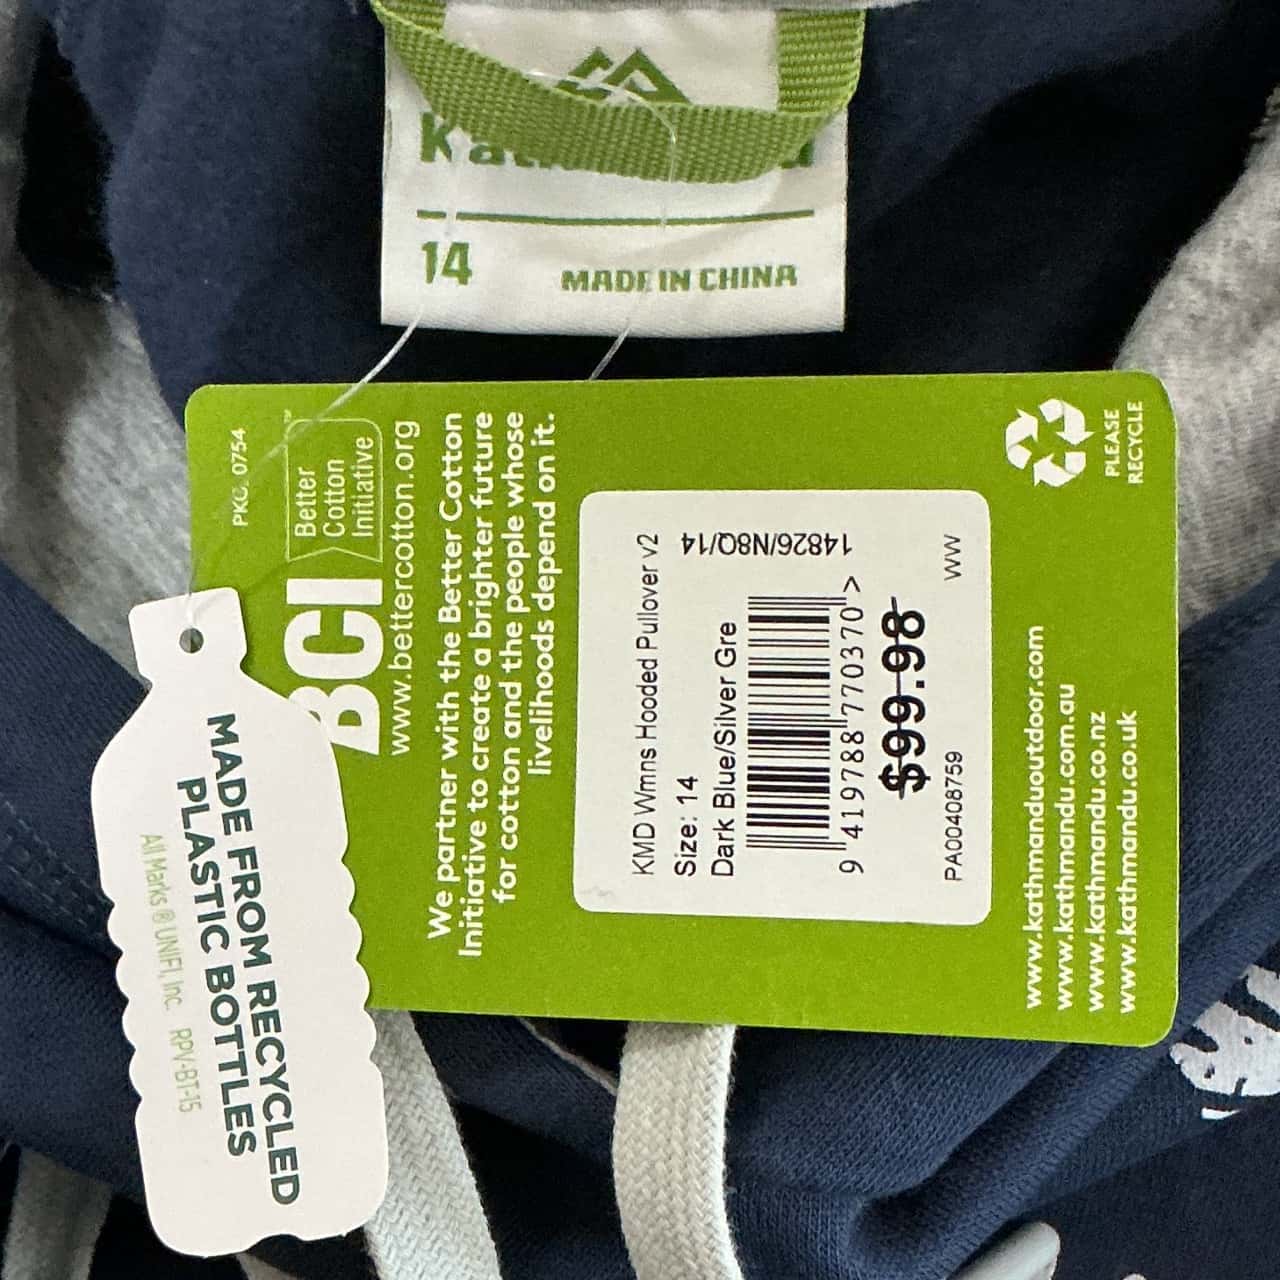 14
MADE IN CHINA
PKG. 0754
BCI
Better
Cotton
Initiative
™
www.bettercotton.org
We partner with the Better Cotton
Initiative to create a brighter future
for cotton and the people whose
livelihoods depend on it.
KMD Wmns Hooded Pullover v2
Size: 14
Dark Blue/Silver Gre
14826/N8Q/14
9 419788 770370 >
$99.98
PA00408759 WW
PLEASE
RECYCLE
www.kathmanduoutdoor.com
www.kathmandu.com.au
www.kathmandu.co.nz
www.kathmandu.co.uk
MADE FROM RECYCLED
PLASTIC BOTTLES
All Marks ® UNIFI, Inc. RPV-BT-15